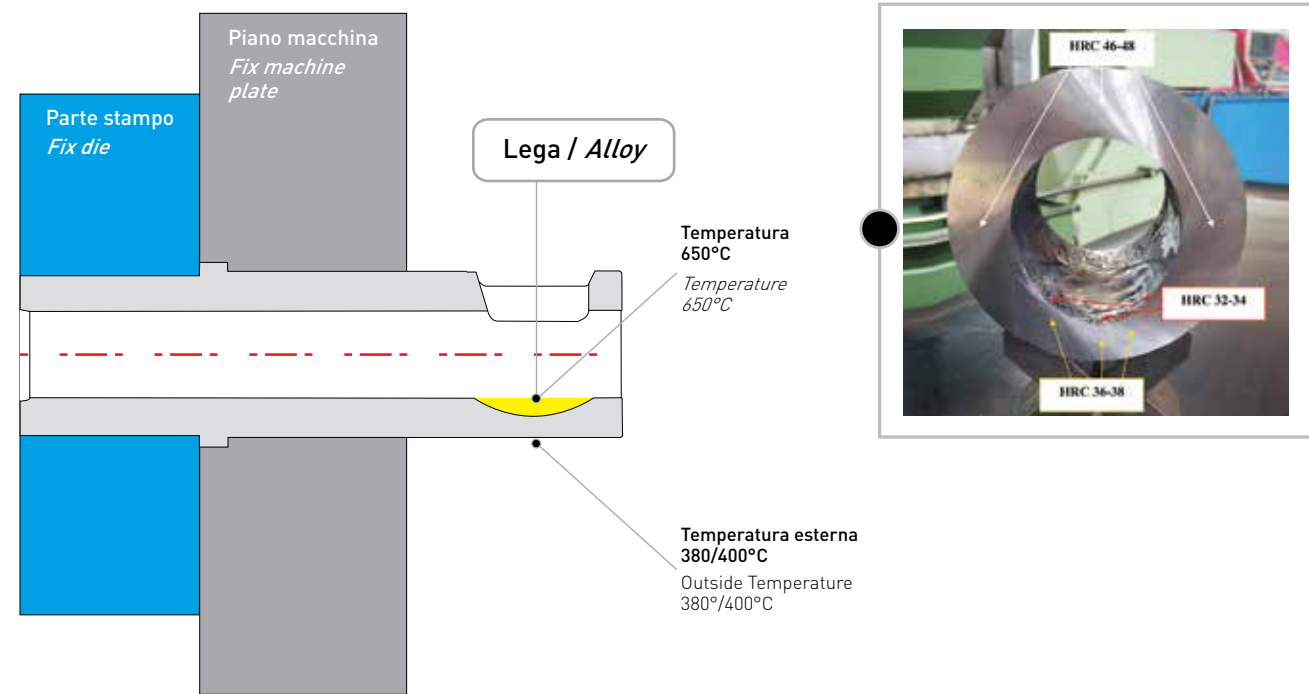 Piano macchina
Fix machine
plate
Parte stampo
Fix die
Lega / Alloy
Temperatura
650°C
Temperature
650°C
Temperatura esterna
380/400°C
Outside Temperature
380°/400°C
HRC 46-48
HRC 32-34
HRC 36-38